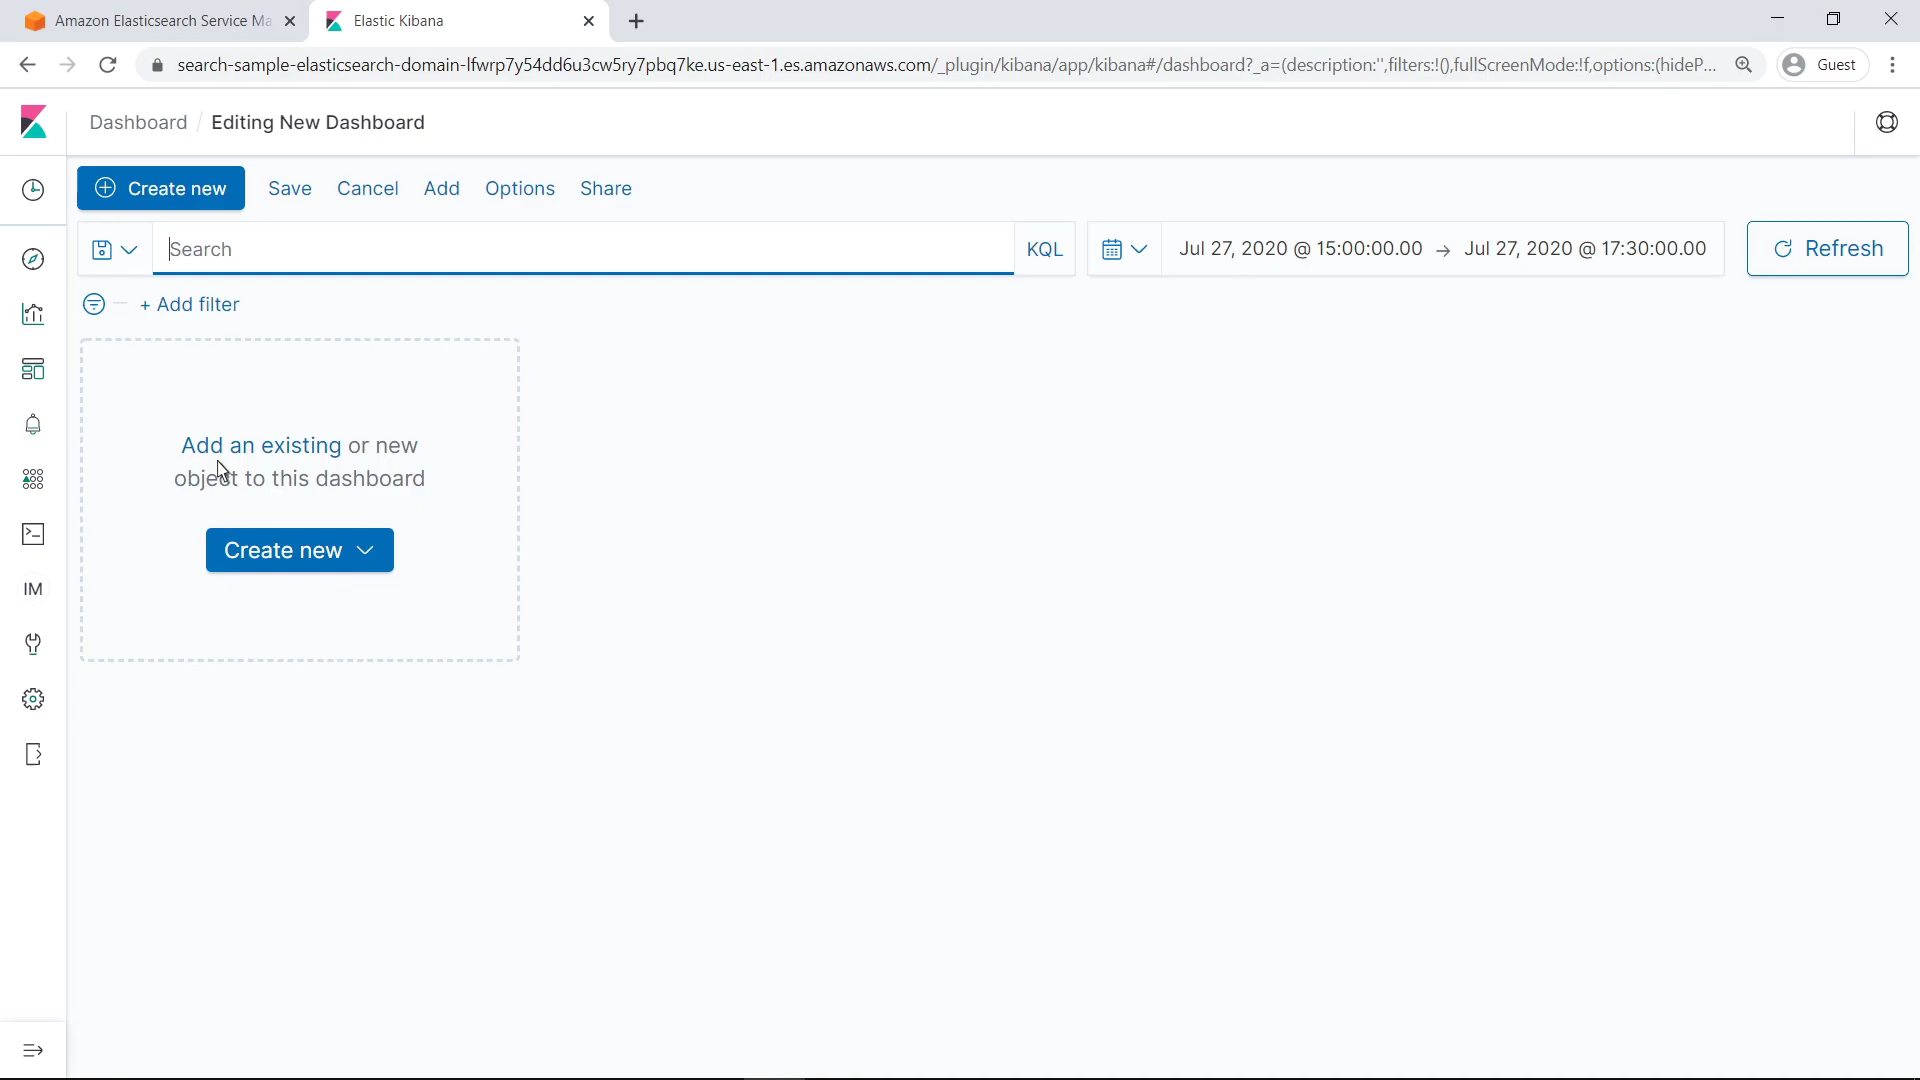 Amazon Elasticsearch Service Ma
Elastic Kibana
search-sample-elasticsearch-domain-lfwrp7y54dd6u3cw5ry7pbq7ke.us-east-1.es.amazonaws.com/_plugin/kibana/app/kibana#/dashboard?_a=(description:'',filters:!(),fullScreenMode:!f,options:(hideP...
Guest
Dashboard / Editing New Dashboard
Create new Save Cancel Add Options Share
Search KQL Jul 27, 2020 @ 15:00:00.00 → Jul 27, 2020 @ 17:30:00.00 Refresh
+ Add filter
Add an existing or new
object to this dashboard
Create new
IM